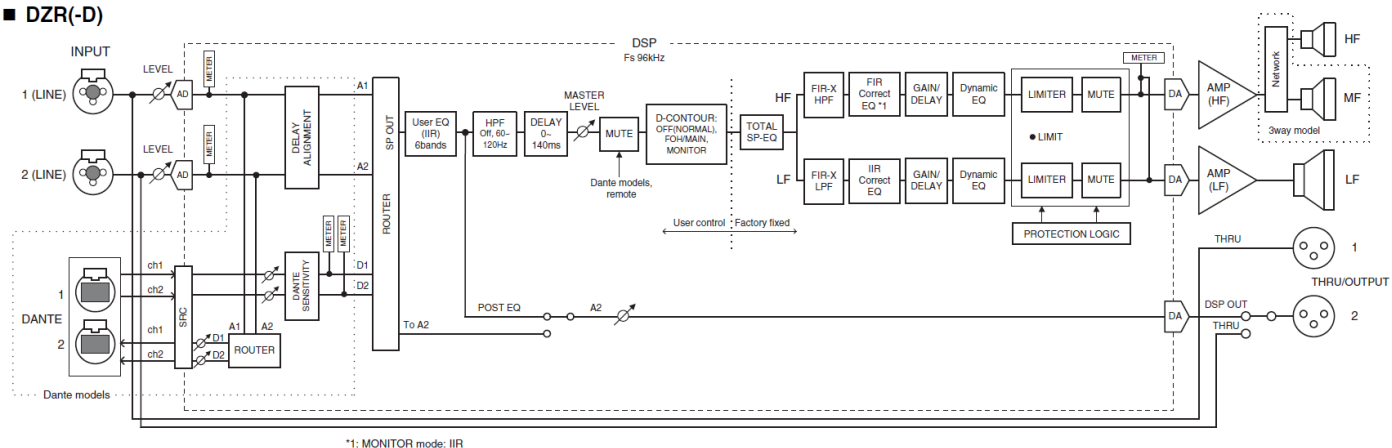 ■ DZR(-D)
DSP
Fs 96kHz
INPUT
LEVEL
METER
1 (LINE)
AD
A1
LEVEL
METER
2 (LINE)
AD
A2
DELAY
ALIGNMENT
SP OUT
ROUTER
User EQ
(IIR)
6bands
HPF
Off, 60~
120Hz
DELAY
0~
140ms
MASTER
LEVEL
MUTE
Dante models,
remote
D-CONTOUR:
OFF(NORMAL),
FOH/MAIN,
MONITOR
TOTAL
SP-EQ
User control
Factory fixed
HF
FIR-X
HPF
FIR
Correct
EQ *1
GAIN/
DELAY
Dynamic
EQ
LIMITER
MUTE
● LIMIT
LF
FIR-X
LPF
IIR
Correct
EQ
GAIN/
DELAY
Dynamic
EQ
LIMITER
MUTE
PROTECTION LOGIC
METER
DA
AMP
(HF)
Network
HF
MF
3way model
DA
AMP
(LF)
LF
THRU
1
THRU/OUTPUT
DA
DSP OUT
THRU
2
DANTE
1
ch1
ch2
2
ch1
ch2
SRC
D1
D2
A1
A2
ROUTER
DANTE
SENSITIVITY
METER
METER
D1
D2
To A2
POST EQ
A2
Dante models
*1: MONITOR mode: IIR